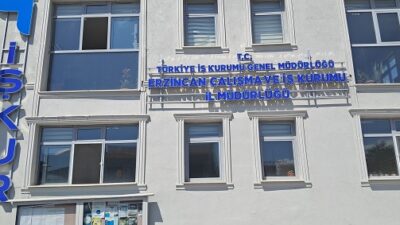 T.C.
TÜRKİYE İŞ KURUMU GENEL MÜDÜRLÜĞÜ
ERZİNCAN ÇALIŞMA VE İŞ KURUMU
İL MÜDÜRLÜĞÜ
İŞKUR